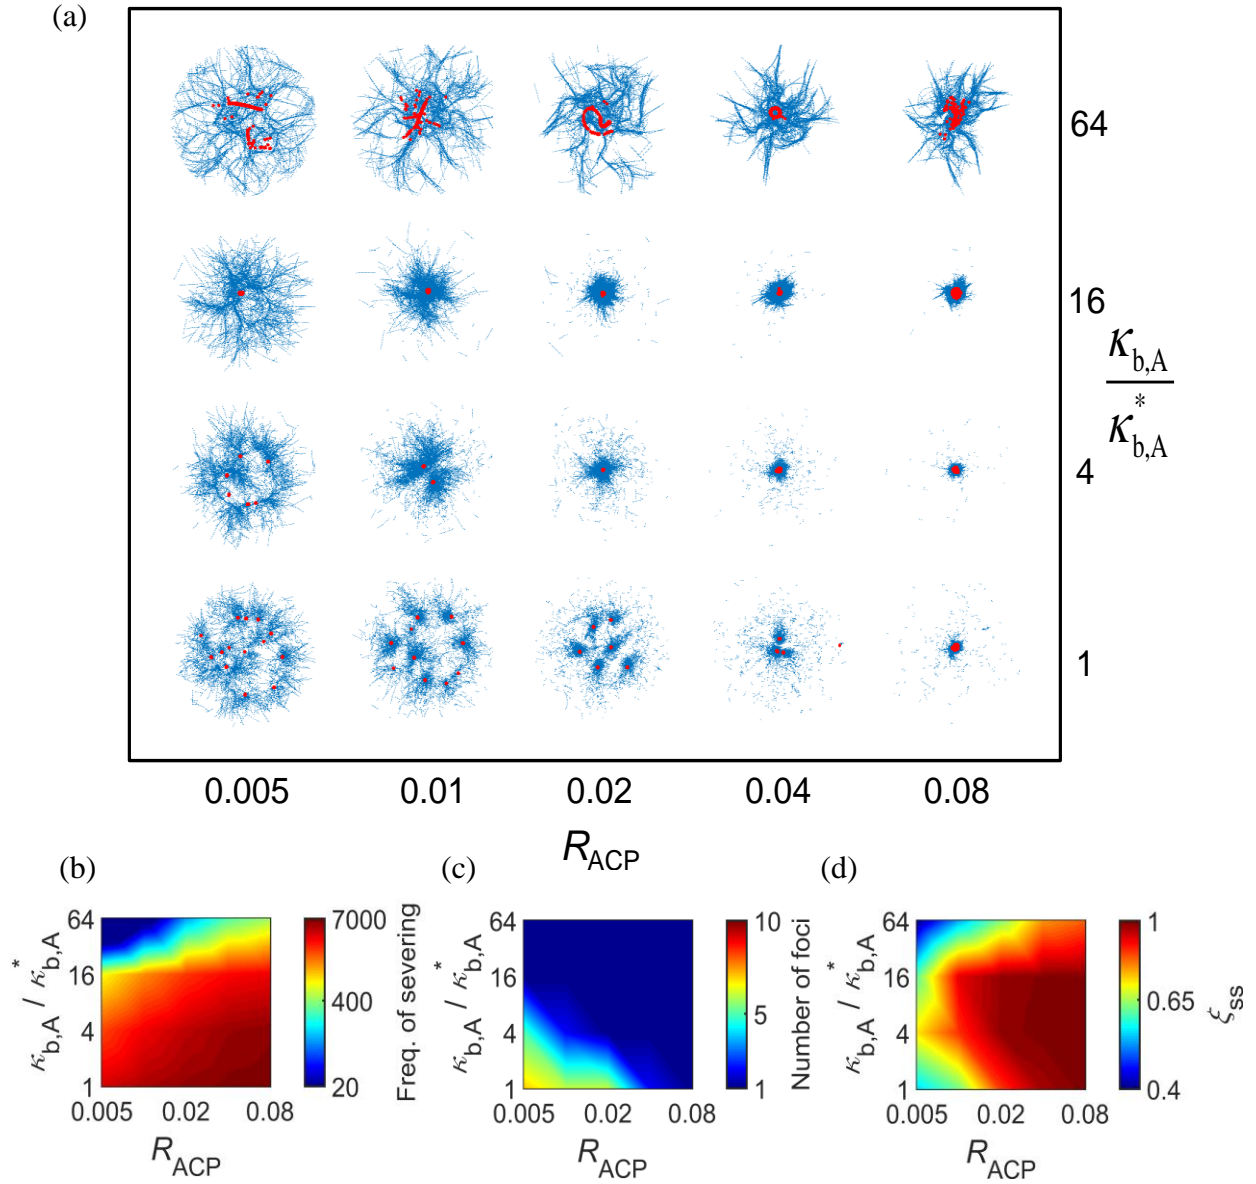 (a)
64
16
κb,A
κ*b,A
4
1
0.005 0.01 0.02 0.04 0.08
RACP
(b)
64
16
4
1
κb,A / κ*b,A
0.005 0.02 0.08
RACP
7000
400
20
Freq. of severing
(c)
64
16
4
1
κb,A / κ*b,A
0.005 0.02 0.08
RACP
10
5
1
Number of foci
(d)
64
16
4
1
κb,A / κ*b,A
0.005 0.02 0.08
RACP
1
0.65
0.4
ξss